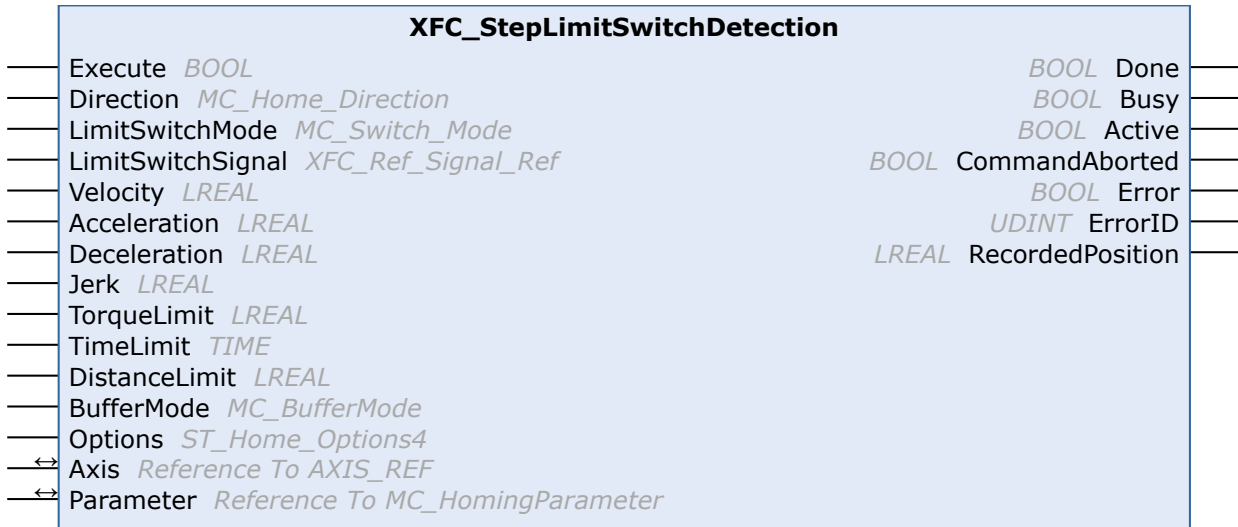 XFC_StepLimitSwitchDetection
Execute BOOL BOOL Done
Direction MC_Home_Direction BOOL Busy
LimitSwitchMode MC_Switch_Mode BOOL Active
LimitSwitchSignal XFC_Ref_Signal_Ref BOOL CommandAborted
Velocity LREAL BOOL Error
Acceleration LREAL UDINT ErrorID
Deceleration LREAL LREAL RecordedPosition
Jerk LREAL
TorqueLimit LREAL
TimeLimit TIME
DistanceLimit LREAL
BufferMode MC_BufferMode
Options ST_Home_Options4
↔ Axis Reference To AXIS_REF
↔ Parameter Reference To MC_HomingParameter